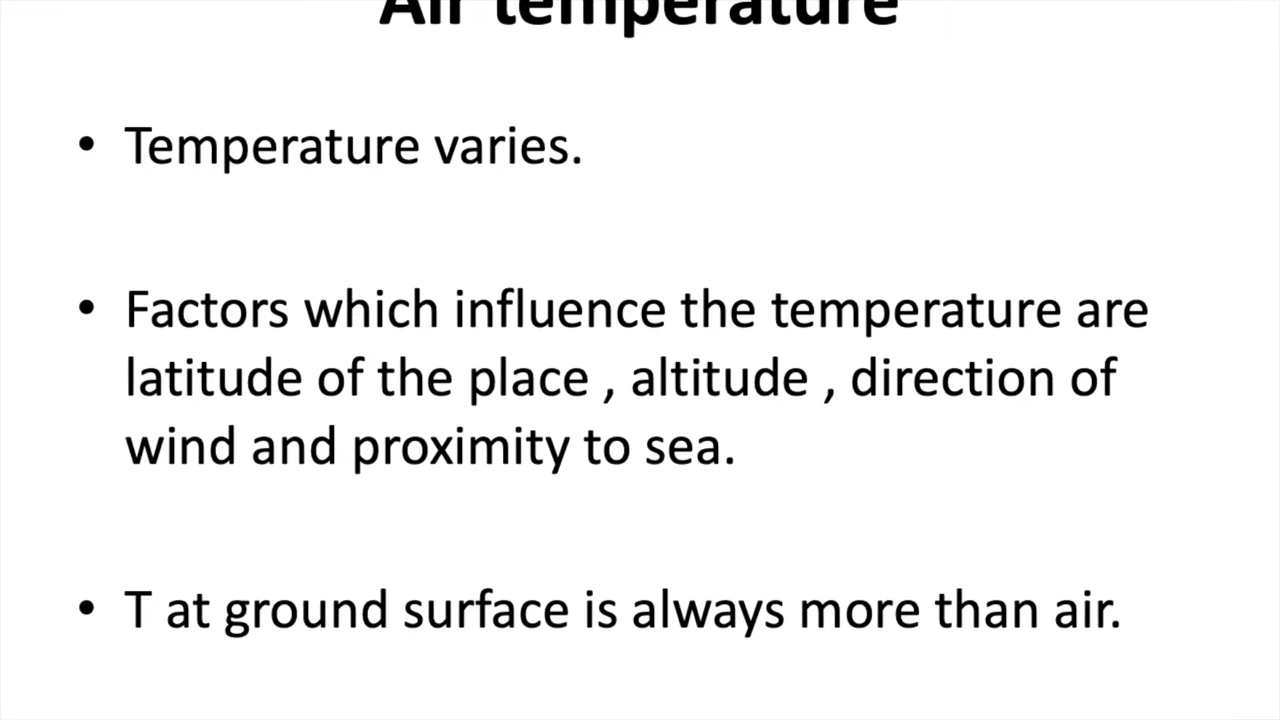 Air temperature
• Temperature varies.
• Factors which influence the temperature are
latitude of the place , altitude , direction of
wind and proximity to sea.
• T at ground surface is always more than air.